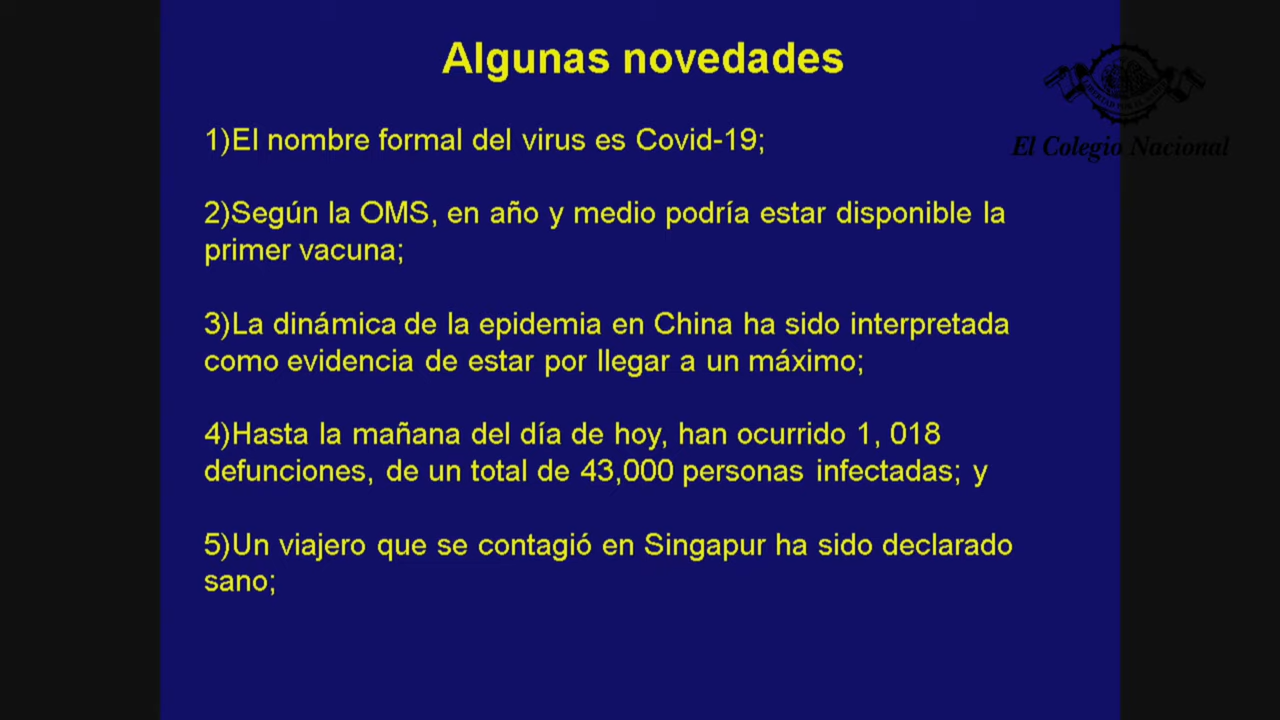 Algunas novedades
El Colegio Nacional
1)El nombre formal del virus es Covid-19;
2)Según la OMS, en año y medio podría estar disponible la
primer vacuna;
3)La dinámica de la epidemia en China ha sido interpretada
como evidencia de estar por llegar a un máximo;
4)Hasta la mañana del día de hoy, han ocurrido 1, 018
defunciones, de un total de 43,000 personas infectadas; y
5)Un viajero que se contagió en Singapur ha sido declarado
sano;